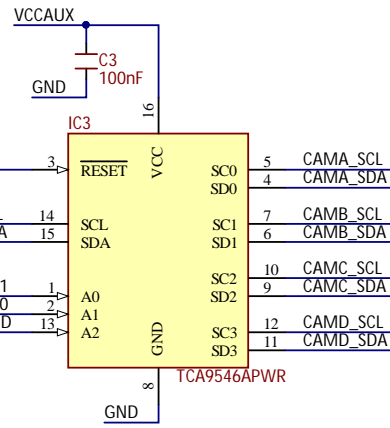 VCCAUX
C3
100nF
GND
IC3
16
VCC
3 RESET SC0 5 CAMA_SCL
SD0 4 CAMA_SDA
14 SCL SC1 7 CAMB_SCL
15 SDA SD1 6 CAMB_SDA
SC2 10 CAMC_SCL
1 A0 SD2 9 CAMC_SDA
2 A1
13 A2 SC3 12 CAMD_SCL
GND SD3 11 CAMD_SDA
8
TCA9546APWR
GND